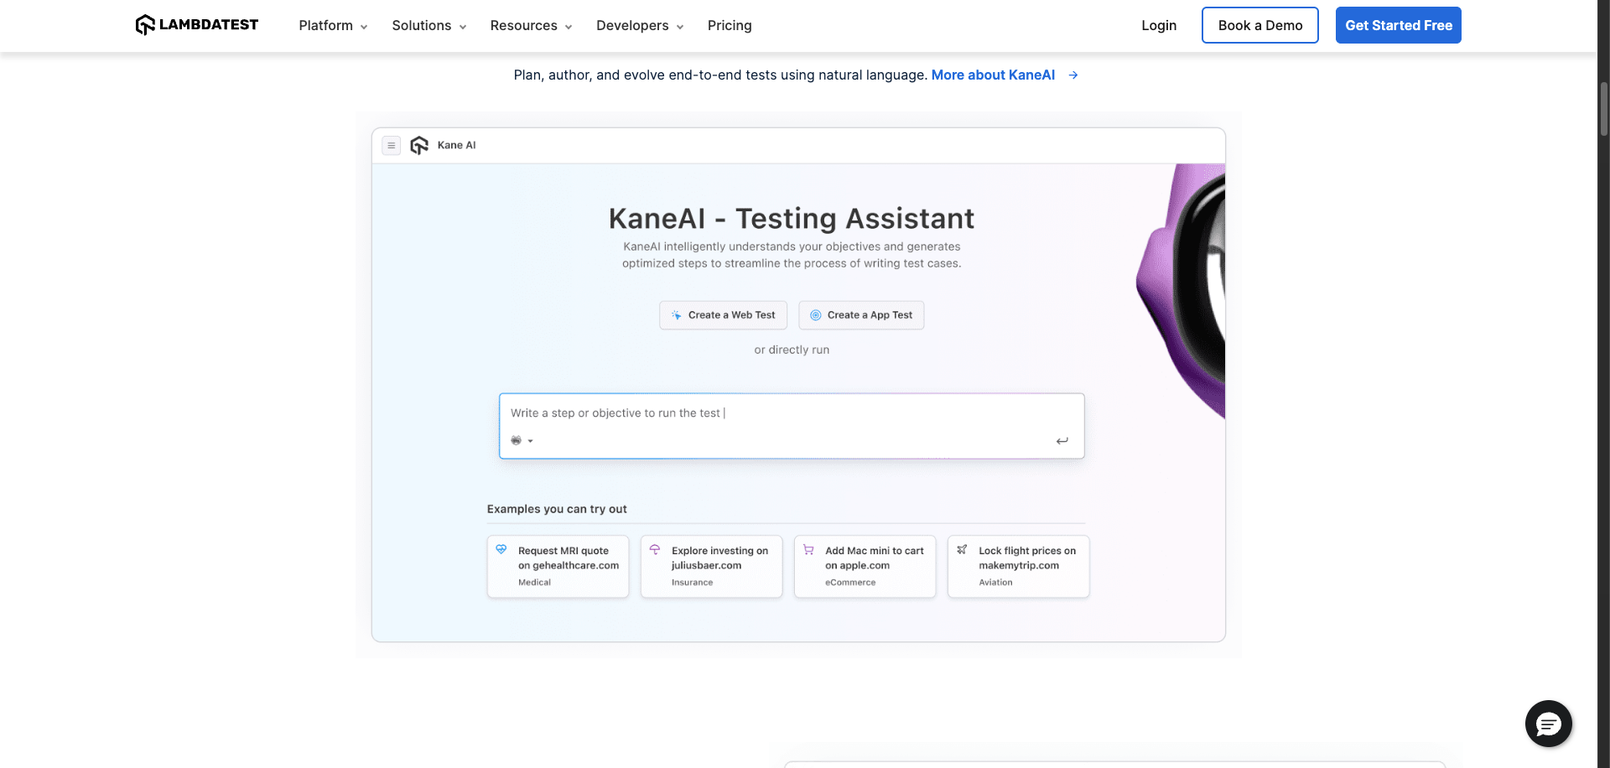 LAMBDATEST Platform Solutions Resources Developers Pricing Login Book a Demo Get Started Free
Plan, author, and evolve end-to-end tests using natural language. More about KaneAI →
Kane AI
KaneAI - Testing Assistant
KaneAI intelligently understands your objectives and generates
optimized steps to streamline the process of writing test cases.
Create a Web Test Create a App Test
or directly run
Write a step or objective to run the test
Examples you can try out
Request MRI quote
on gehealthcare.com
Medical
Explore investing on
juliusbaer.com
Insurance
Add Mac mini to cart
on apple.com
eCommerce
Lock flight prices on
makemytrip.com
Aviation